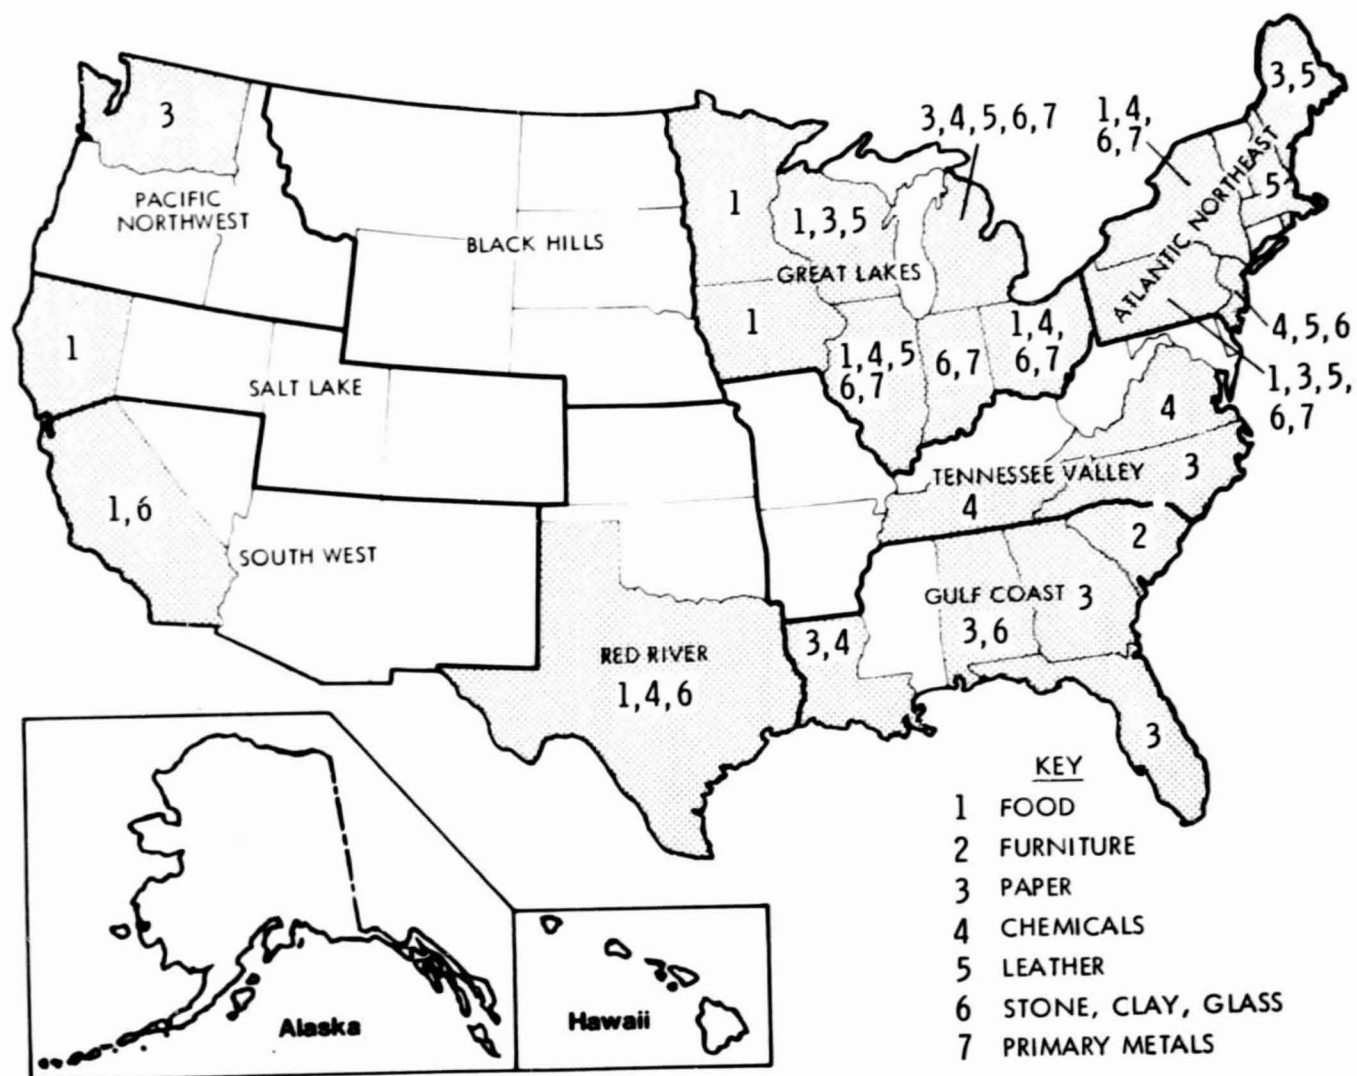 3, 5
3
3, 4, 5, 6, 7
1, 4,
6, 7
PACIFIC
NORTHWEST
1
1, 3, 5
5
BLACK HILLS
GREAT LAKES
ATLANTIC NORTHEAST
1
1
1, 4, 5
6, 7
6, 7
1, 4,
6, 7
4, 5, 6
1, 3, 5,
6, 7
SALT LAKE
4
TENNESSEE VALLEY
3
4
1, 6
2
SOUTH WEST
GULF COAST
3
3, 6
3, 4
RED RIVER
1, 4, 6
3
KEY
1 FOOD
2 FURNITURE
3 PAPER
4 CHEMICALS
5 LEATHER
6 STONE, CLAY, GLASS
7 PRIMARY METALS
Alaska
Hawaii